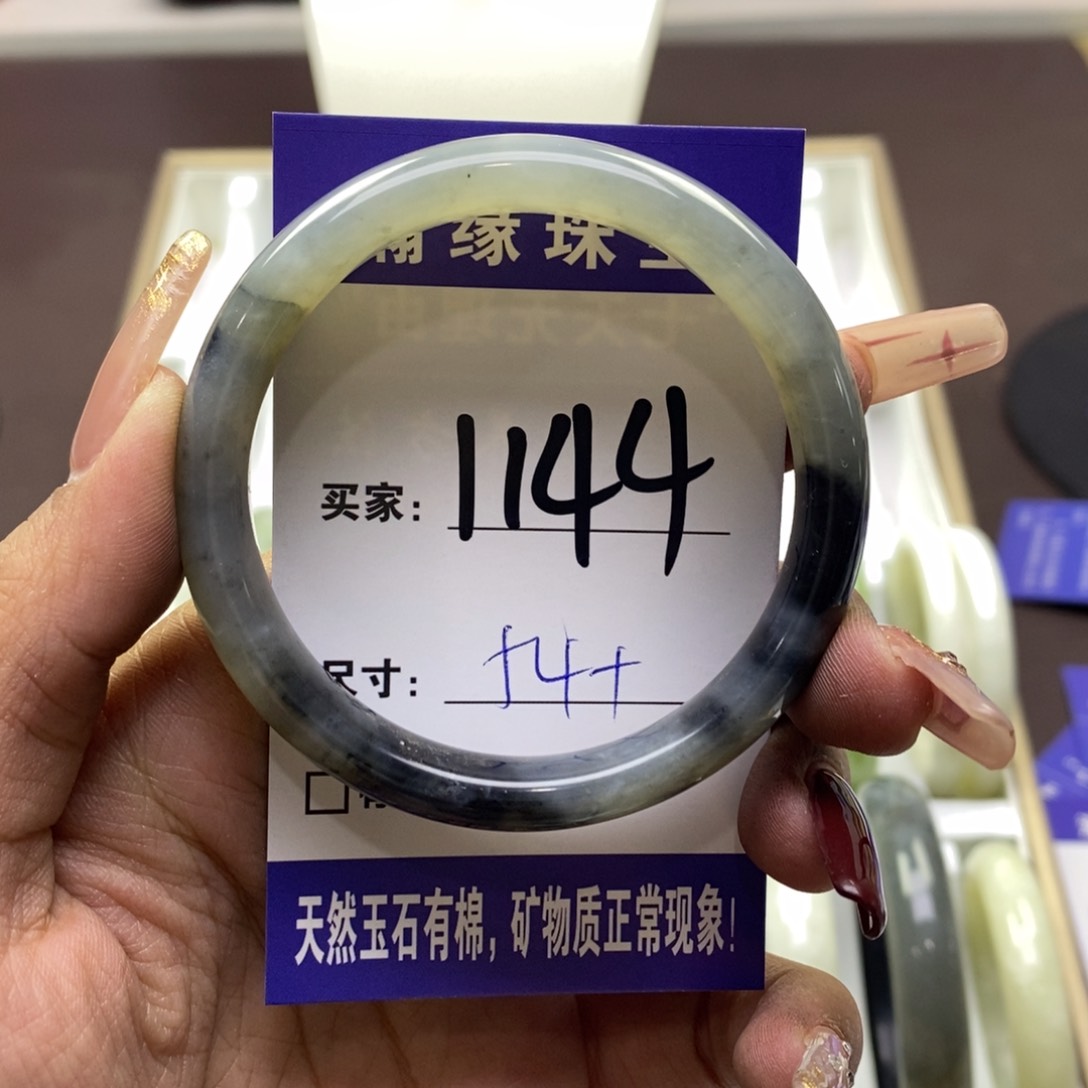 缘珠
买家: 1144
尺寸: 54+
天然玉石有棉, 矿物质正常现象!